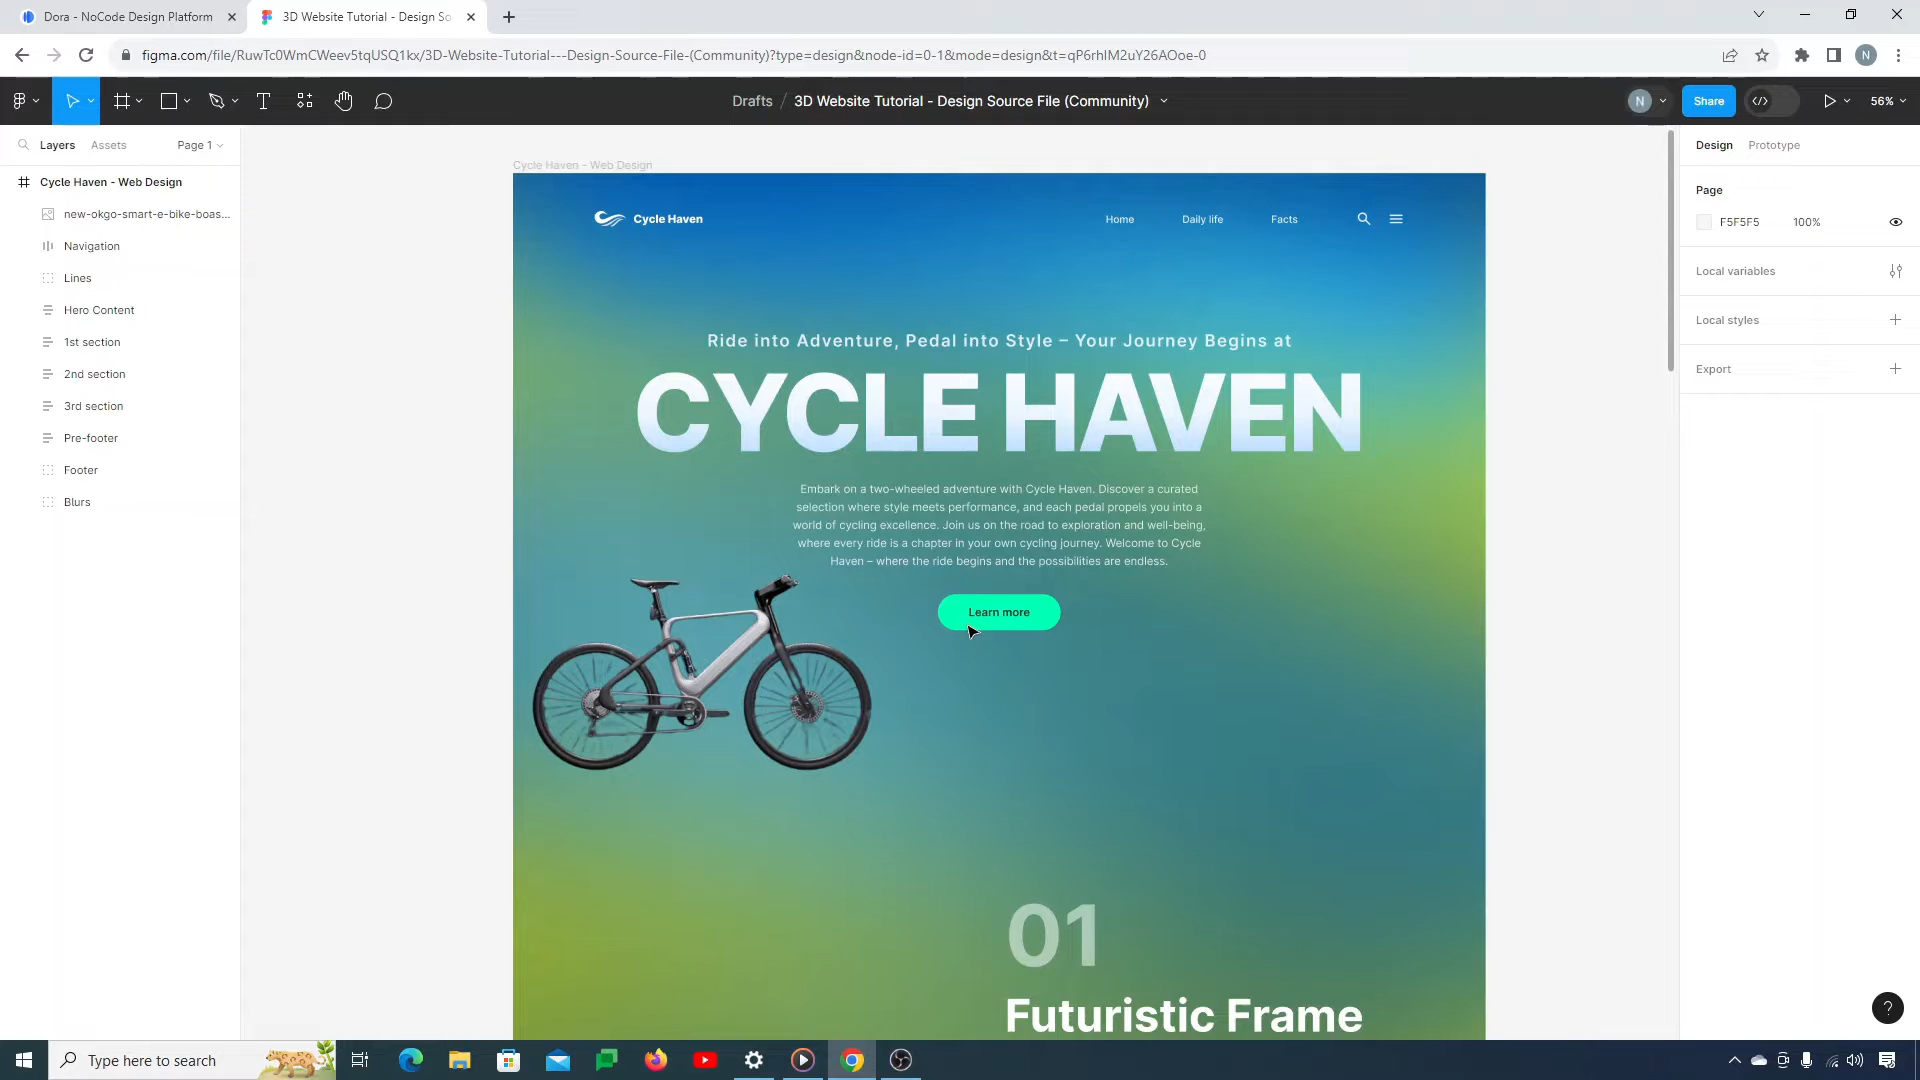 Dora - NoCode Design Platform
3D Website Tutorial - Design So
figma.com/file/RuwTc0WmCWeev5tqUSQ1kx/3D-Website-Tutorial---Design-Source-File-(Community)?type=design&node-id=0-1&mode=design&t=qP6rhIM2uY26AOoe-0
N
Drafts / 3D Website Tutorial - Design Source File (Community)
N
Share
56%
Layers
Assets
Page 1
Cycle Haven - Web Design
new-okgo-smart-e-bike-boas...
Navigation
Lines
Hero Content
1st section
2nd section
3rd section
Pre-footer
Footer
Blurs
Cycle Haven - Web Design
Cycle Haven
Home
Daily life
Facts
Ride into Adventure, Pedal into Style – Your Journey Begins at
CYCLE HAVEN
Embark on a two-wheeled adventure with Cycle Haven. Discover a curated
selection where style meets performance, and each pedal propels you into a
world of cycling excellence. Join us on the road to exploration and well-being,
where every ride is a chapter in your own cycling journey. Welcome to Cycle
Haven – where the ride begins and the possibilities are endless.
Learn more
01
Futuristic Frame
Design
Prototype
Page
F5F5F5
100%
Local variables
Local styles
Export
?
Type here to search